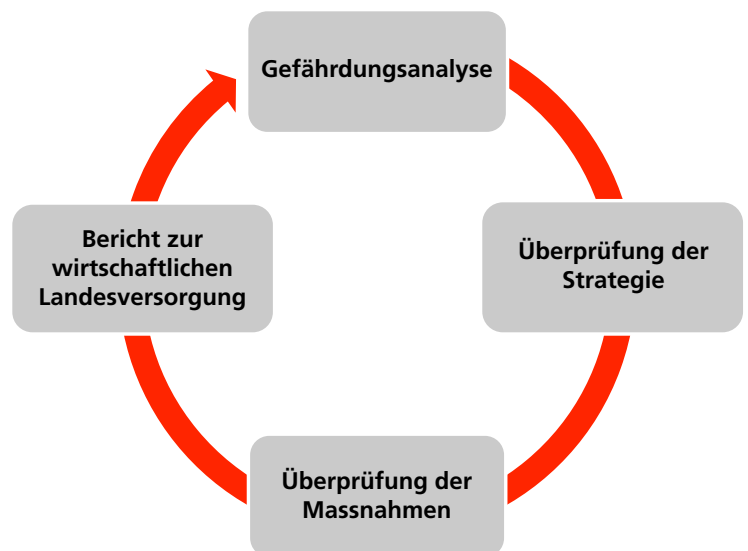 Gefährdungsanalyse
Überprüfung der
Strategie
Überprüfung der
Massnahmen
Bericht zur
wirtschaftlichen
Landesversorgung